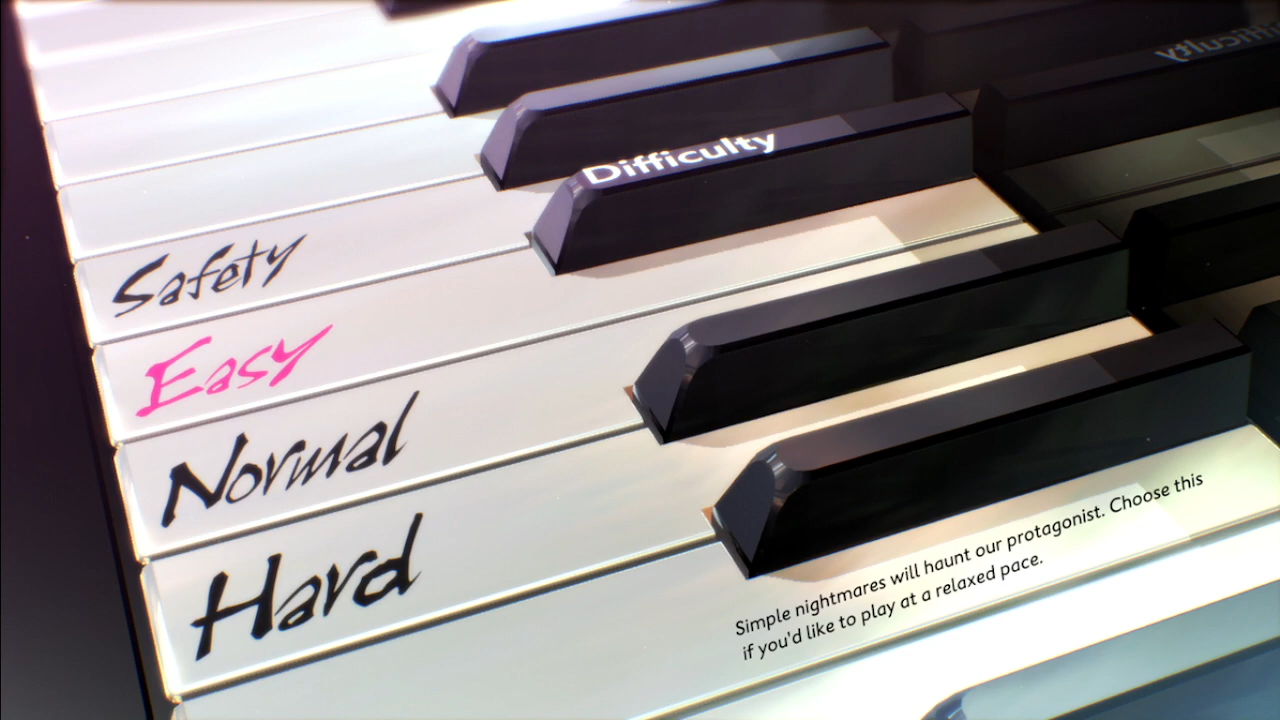 Difficulty
Safety
Easy
Normal
Hard
Simple nightmares will haunt our protagonist. Choose this
if you'd like to play at a relaxed pace.